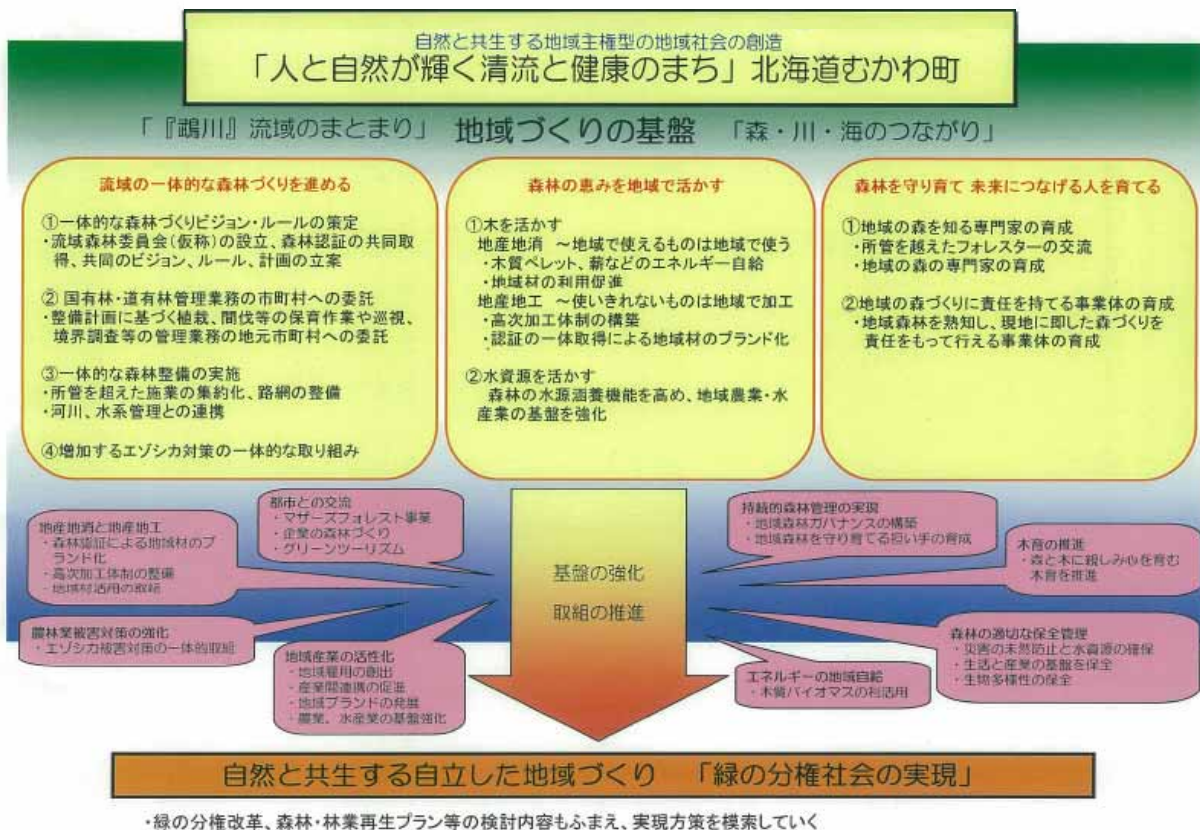 自然と共生する地域主権型の地域社会の創造
「人と自然が輝く清流と健康のまち」北海道むかわ町
「『鵡川』流域のまとまり」 地域づくりの基盤 「森・川・海のつながり」
流域の一体的な森林づくりを進める
①一体的な森林づくりビジョン・ルールの策定
・流域森林委員会(仮称)の設立、森林認証の共同取
得、共同のビジョン、ルール、計画の立案
② 国有林・道有林管理業務の市町村への委託
・整備計画に基づく植栽、間伐等の保育作業や巡視、
境界調査等の管理業務の地元市町村への委託
③一体的な森林整備の実施
・所管を超えた施業の集約化、路網の整備
・河川、水系管理との連携
④増加するエゾシカ対策の一体的な取り組み
森林の恵みを地域で活かす
①木を活かす
地産地消 ～地域で使えるものは地域で使う
・木質ペレット、薪などのエネルギー自給
・地域材の利用促進
地産地工 ～使いきれないものは地域で加工
・高次加工体制の構築
・認証の一体取得による地域材のブランド化
②水資源を活かす
森林の水源涵養機能を高め、地域農業・水
産業の基盤を強化
森林を守り育て 未来につなげる人を育てる
①地域の森を知る専門家の育成
・所管を越えたフォレスターの交流
・地域の森の専門家の育成
②地域の森づくりに責任を持てる事業体の育成
・地域森林を熟知し、現地に即した森づくりを
責任をもって行える事業体の育成
地産地消と地産地工
・森林認証による地域材のブ
ランド化
・高次加工体制の整備
・地域材活用の取組
都市との交流
・マザーズフォレスト事業
・企業の森林づくり
・グリーンツーリズム
農林業被害対策の強化
・エゾシカ被害対策の一体的取組
地域産業の活性化
・地域雇用の創出
・産業間連携の促進
・地域ブランドの発展
・農業、水産業の基盤強化
基盤の強化
取組の推進
持続的森林管理の実現
・地域森林ガバナンスの構築
・地域森林を守り育てる担い手の育成
木育の推進
・森と木に親しみ心を育む
木育を推進
森林の適切な保全管理
・災害の未然防止と水資源の確保
・生活と産業の基盤を保全
・生物多様性の保全
エネルギーの地域自給
・木質バイオマスの利活用
自然と共生する自立した地域づくり 「緑の分権社会の実現」
・緑の分権改革、森林・林業再生プラン等の検討内容もふまえ、実現方策を模索していく